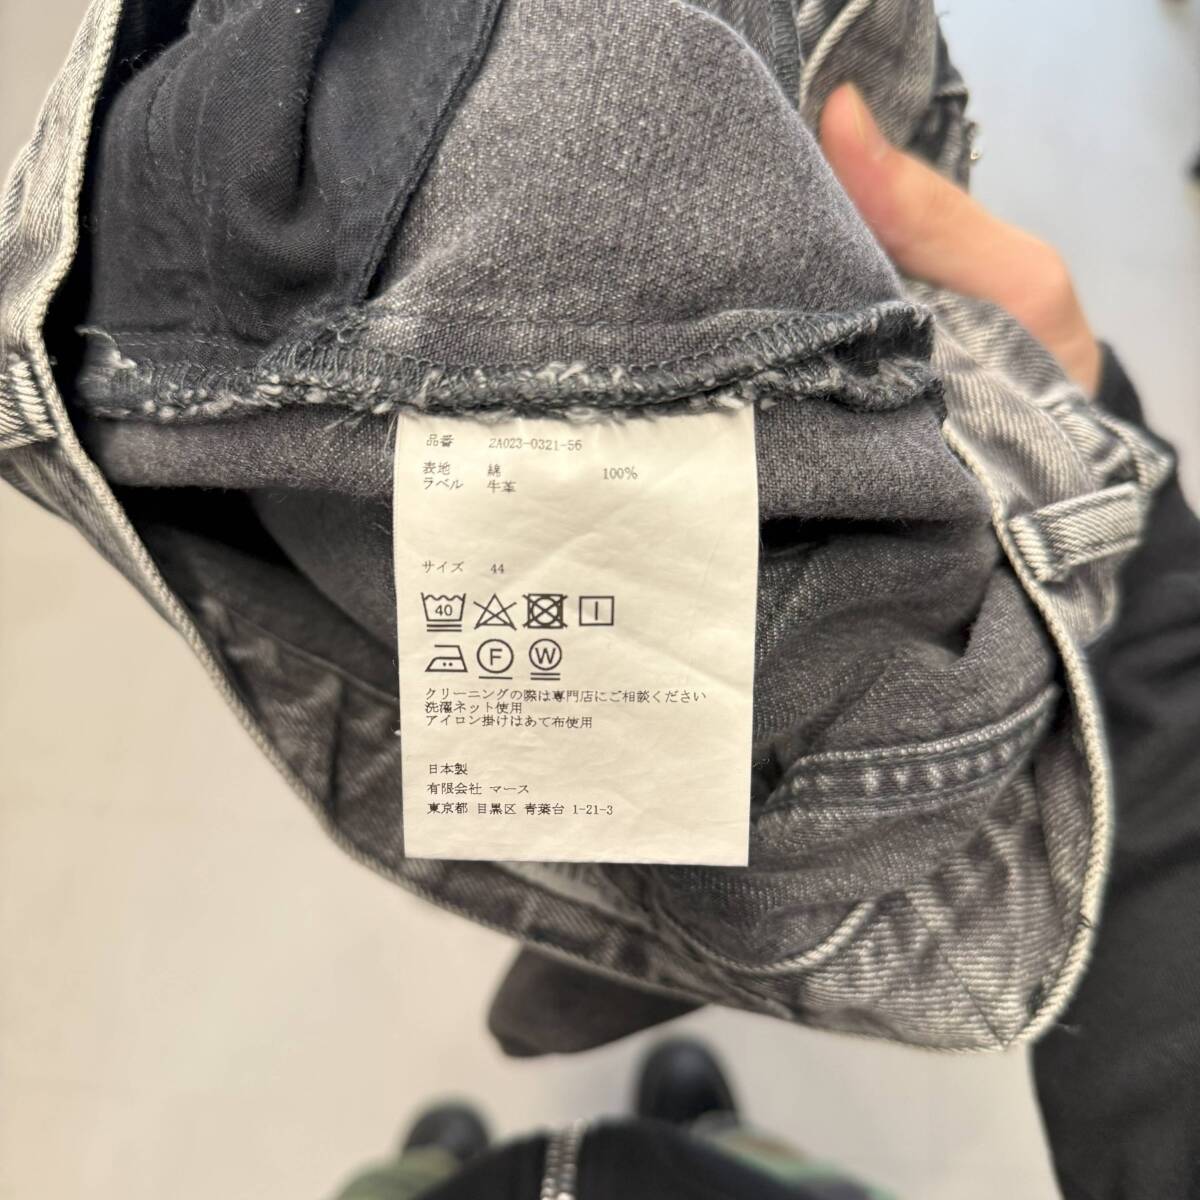 品番 2A023-0321-56
表地 綿 100%
ラベル 牛革
サイズ 44
40
F W
クリーニングの際は専門店にご相談ください
洗濯ネット使用
アイロン掛けはあて布使用
日本製
有限会社 マース
東京都 目黒区 青葉台 1-21-3